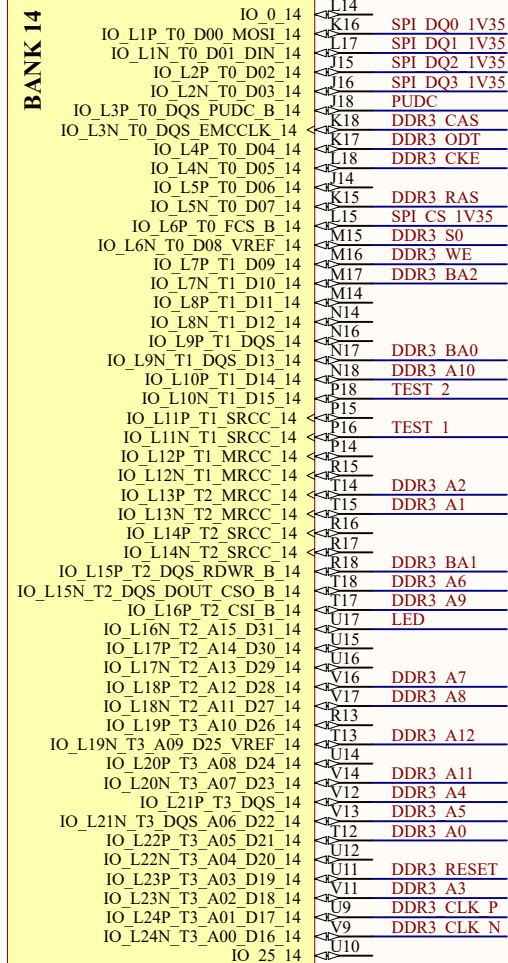 BANK 14
IO_0_14 L14
IO_L1P_T0_D00_MOSI_14 K16 SPI_DQ0_1V35
IO_L1N_T0_D01_DIN_14 L17 SPI_DQ1_1V35
IO_L2P_T0_D02_14 J15 SPI_DQ2_1V35
IO_L2N_T0_D03_14 J16 SPI_DQ3_1V35
IO_L3P_T0_DQS_PUDC_B_14 J18 PUDC
IO_L3N_T0_DQS_EMCCLK_14 K18 DDR3_CAS
IO_L4P_T0_D04_14 K17 DDR3_ODT
IO_L4N_T0_D05_14 L18 DDR3_CKE
IO_L5P_T0_D06_14 J14
IO_L5N_T0_D07_14 K15 DDR3_RAS
IO_L6P_T0_FCS_B_14 L15 SPI_CS_1V35
IO_L6N_T0_D08_VREF_14 M15 DDR3_S0
IO_L7P_T1_D09_14 M16 DDR3_WE
IO_L7N_T1_D10_14 M17 DDR3_BA2
IO_L8P_T1_D11_14 M14
IO_L8N_T1_D12_14 N14
IO_L9P_T1_DQS_14 N16
IO_L9N_T1_DQS_D13_14 N17 DDR3_BA0
IO_L10P_T1_D14_14 N18 DDR3_A10
IO_L10N_T1_D15_14 P18 TEST_2
IO_L11P_T1_SRCC_14 P15
IO_L11N_T1_SRCC_14 P16 TEST_1
IO_L12P_T1_MRCC_14 P14
IO_L12N_T1_MRCC_14 R15
IO_L13P_T2_MRCC_14 T14 DDR3_A2
IO_L13N_T2_MRCC_14 T15 DDR3_A1
IO_L14P_T2_SRCC_14 R16
IO_L14N_T2_SRCC_14 R17
IO_L15P_T2_DQS_RDWR_B_14 R18 DDR3_BA1
IO_L15N_T2_DQS_DOUT_CSO_B_14 T18 DDR3_A6
IO_L16P_T2_CSI_B_14 T17 DDR3_A9
IO_L16N_T2_A15_D31_14 U17 LED
IO_L17P_T2_A14_D30_14 U15
IO_L17N_T2_A13_D29_14 U16
IO_L18P_T2_A12_D28_14 V16 DDR3_A7
IO_L18N_T2_A11_D27_14 V17 DDR3_A8
IO_L19P_T3_A10_D26_14 R13
IO_L19N_T3_A09_D25_VREF_14 T13 DDR3_A12
IO_L20P_T3_A08_D24_14 U14
IO_L20N_T3_A07_D23_14 V14 DDR3_A11
IO_L21P_T3_DQS_14 V12 DDR3_A4
IO_L21N_T3_DQS_A06_D22_14 V13 DDR3_A5
IO_L22P_T3_A05_D21_14 T12 DDR3_A0
IO_L22N_T3_A04_D20_14 U12
IO_L23P_T3_A03_D19_14 U11 DDR3_RESET
IO_L23N_T3_A02_D18_14 V11 DDR3_A3
IO_L24P_T3_A01_D17_14 U9 DDR3_CLK_P
IO_L24N_T3_A00_D16_14 V9 DDR3_CLK_N
IO_25_14 U10